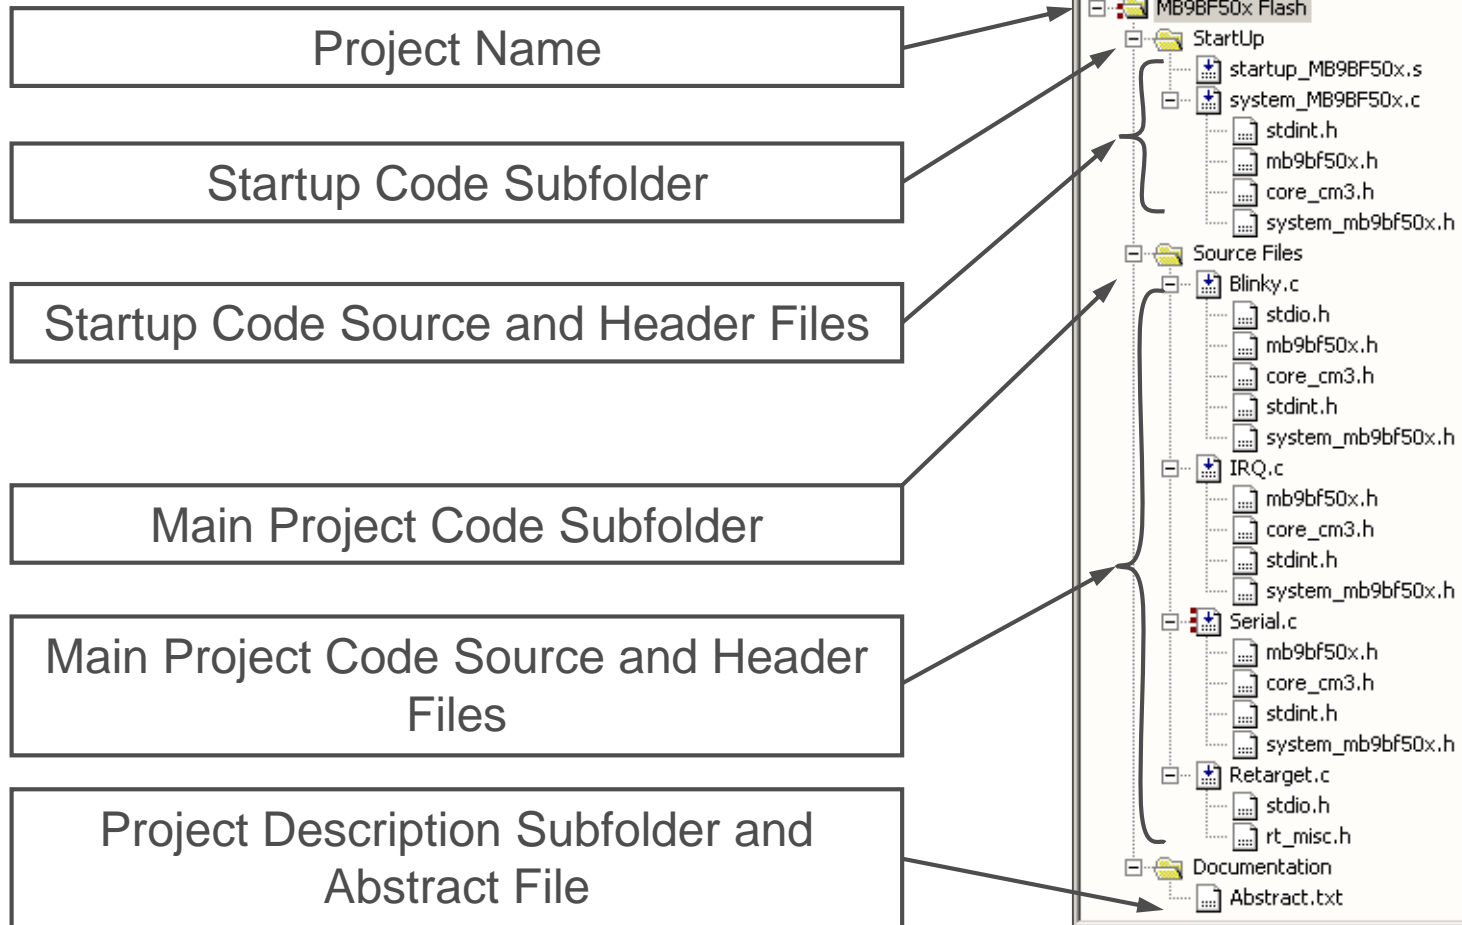 Project Name
Startup Code Subfolder
Startup Code Source and Header Files
Main Project Code Subfolder
Main Project Code Source and Header
Files
Project Description Subfolder and
Abstract File
MB9BF50x Flash
StartUp
startup_MB9BF50x.s
system_MB9BF50x.c
stdint.h
mb9bf50x.h
core_cm3.h
system_mb9bf50x.h
Source Files
Blinky.c
stdio.h
mb9bf50x.h
core_cm3.h
stdint.h
system_mb9bf50x.h
IRQ.c
mb9bf50x.h
core_cm3.h
stdint.h
system_mb9bf50x.h
Serial.c
mb9bf50x.h
core_cm3.h
stdint.h
system_mb9bf50x.h
Retarget.c
stdio.h
rt_misc.h
Documentation
Abstract.txt